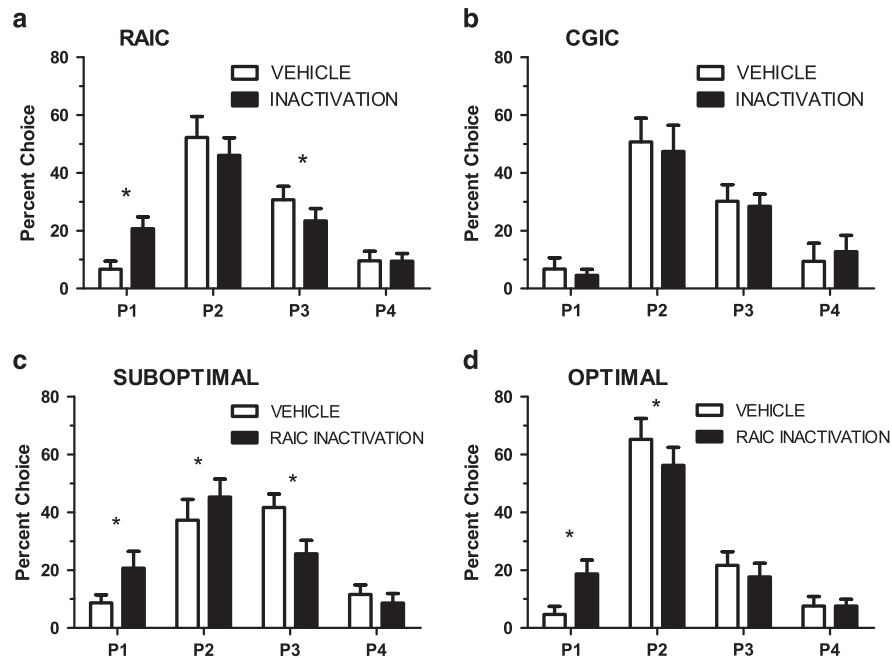 a
RAIC
80
60
40
20
0
Percent Choice
VEHICLE
INACTIVATION
*
*
P1 P2 P3 P4
b
CGIC
80
60
40
20
0
Percent Choice
VEHICLE
INACTIVATION
P1 P2 P3 P4
c
SUBOPTIMAL
80
60
40
20
0
Percent Choice
VEHICLE
RAIC INACTIVATION
*
*
*
P1 P2 P3 P4
d
OPTIMAL
80
60
40
20
0
Percent Choice
VEHICLE
RAIC INACTIVATION
*
*
P1 P2 P3 P4